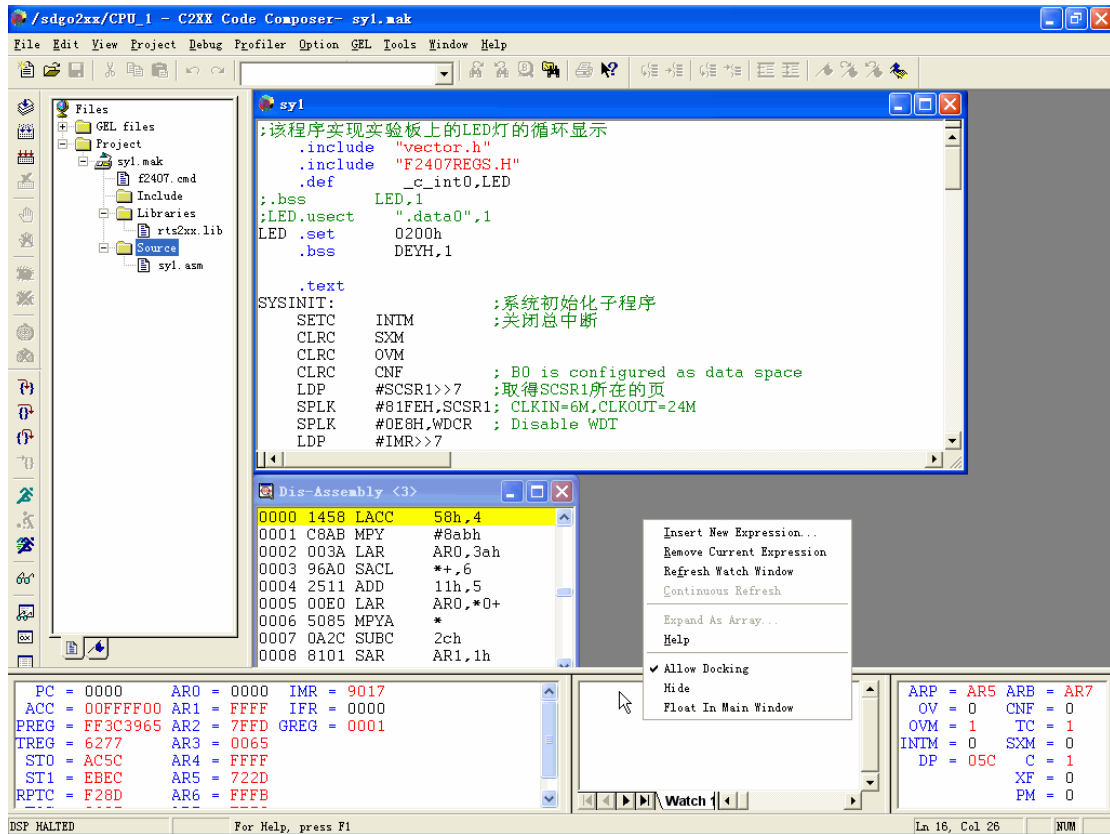 /sdgo2xx/CPU_1 - C2XX Code Composer- sy1.mak
File Edit View Project Debug Profiler Option GEL Tools Window Help
Files
GEL files
Project
sy1.mak
f2407.cmd
Include
Libraries
rts2xx.lib
Source
sy1.asm
sy1
;该程序实现实验板上的LED灯的循环显示
.include "vector.h"
.include "F2407REGS.H"
.def _c_int0,LED
;.bss LED,1
;LED.usect ".data0",1
LED .set 0200h
.bss DEYH,1
.text
SYSINIT: ;系统初始化子程序
SETC INTM ;关闭总中断
CLRC SXM
CLRC OVM
CLRC CNF ; B0 is configured as data space
LDP #SCSR1>>7 ;取得SCSR1所在的页
SPLK #81FEH,SCSR1; CLKIN=6M,CLKOUT=24M
SPLK #0E8H,WDCR ; Disable WDT
LDP #IMR>>7
Dis-Assembly <3>
0000 1458 LACC 58h,4
0001 C8AB MPY #8abh
0002 003A LAR AR0,3ah
0003 96A0 SACL *+,6
0004 2511 ADD 11h,5
0005 00E0 LAR AR0,*0+
0006 5085 MPYA *
0007 0A2C SUBC 2ch
0008 8101 SAR AR1,1h
Insert New Expression...
Remove Current Expression
Refresh Watch Window
Continuous Refresh
Expand As Array...
Help
Allow Docking
Hide
Float In Main Window
PC = 0000 AR0 = 0000 IMR = 9017
ACC = 00FFFF00 AR1 = FFFF IFR = 0000
PREG = FF3C3965 AR2 = 7FFD GREG = 0001
TREG = 6277 AR3 = 0065
ST0 = AC5C AR4 = FFFF
ST1 = EBEC AR5 = 722D
RPTC = F28D AR6 = FFFB
Watch 1
ARP = AR5 ARB = AR7
OV = 0 CNF = 0
OVM = 1 TC = 1
INTM = 0 SXM = 0
DP = 05C C = 1
XF = 0
PM = 0
DSP HALTED
For Help, press F1
Ln 16, Col 26
NUM